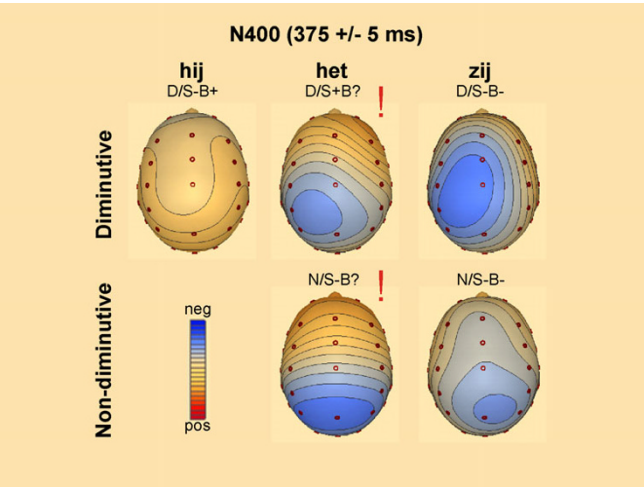 N400 (375 +/- 5 ms)
hij
het
zij
D/S-B+
D/S+B?
!
D/S-B-
Diminutive
N/S-B?
!
N/S-B-
Non-diminutive
neg
pos